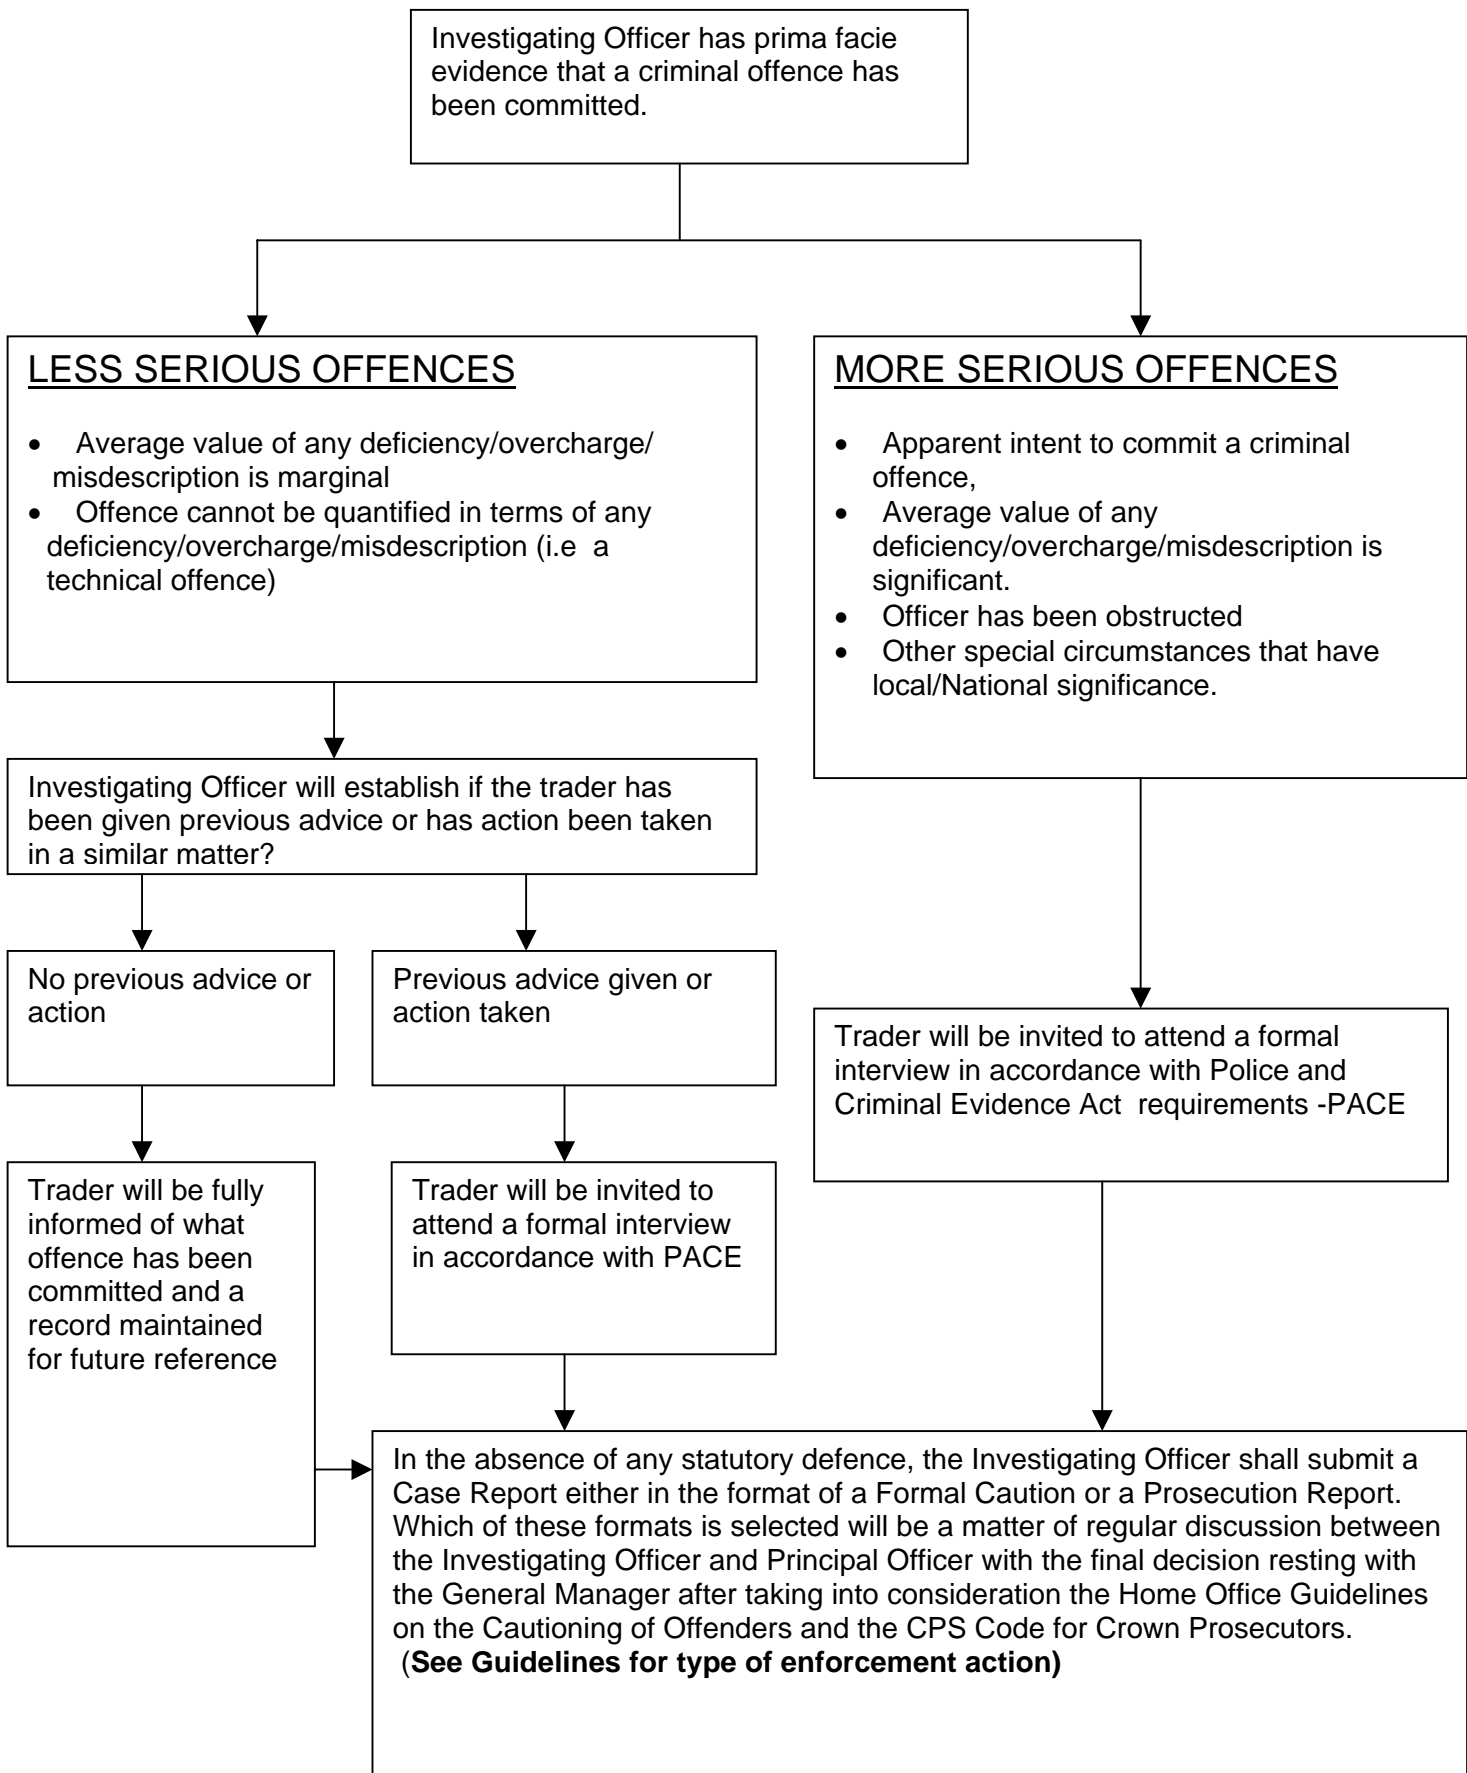 Investigating Officer has prima facie
evidence that a criminal offence has
been committed.
LESS SERIOUS OFFENCES
• Average value of any deficiency/overcharge/
misdescription is marginal
• Offence cannot be quantified in terms of any
deficiency/overcharge/misdescription (i.e a
technical offence)
MORE SERIOUS OFFENCES
• Apparent intent to commit a criminal
offence,
• Average value of any
deficiency/overcharge/misdescription is
significant.
• Officer has been obstructed
• Other special circumstances that have
local/National significance.
Investigating Officer will establish if the trader has
been given previous advice or has action been taken
in a similar matter?
No previous advice or
action
Previous advice given or
action taken
Trader will be invited to attend a formal
interview in accordance with Police and
Criminal Evidence Act requirements -PACE
Trader will be fully
informed of what
offence has been
committed and a
record maintained
for future reference
Trader will be invited to
attend a formal interview
in accordance with PACE
In the absence of any statutory defence, the Investigating Officer shall submit a
Case Report either in the format of a Formal Caution or a Prosecution Report.
Which of these formats is selected will be a matter of regular discussion between
the Investigating Officer and Principal Officer with the final decision resting with
the General Manager after taking into consideration the Home Office Guidelines
on the Cautioning of Offenders and the CPS Code for Crown Prosecutors.
(See Guidelines for type of enforcement action)